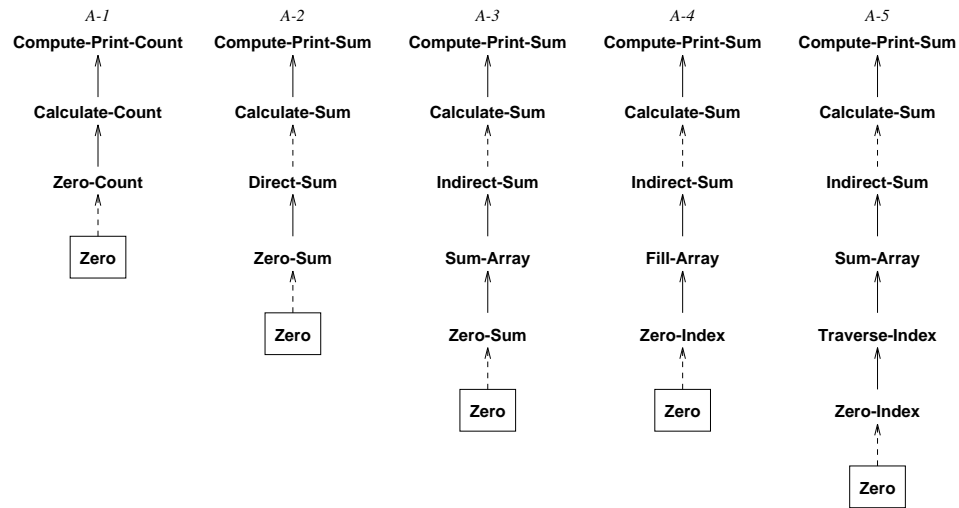 A-1 A-2 A-3 A-4 A-5
Compute-Print-Count Compute-Print-Sum Compute-Print-Sum Compute-Print-Sum Compute-Print-Sum
Calculate-Count Calculate-Sum Calculate-Sum Calculate-Sum Calculate-Sum
Zero-Count Direct-Sum Indirect-Sum Indirect-Sum Indirect-Sum
Zero Zero-Sum Sum-Array Fill-Array Sum-Array
Zero Zero-Sum Zero-Index Traverse-Index
Zero Zero Zero-Index
Zero